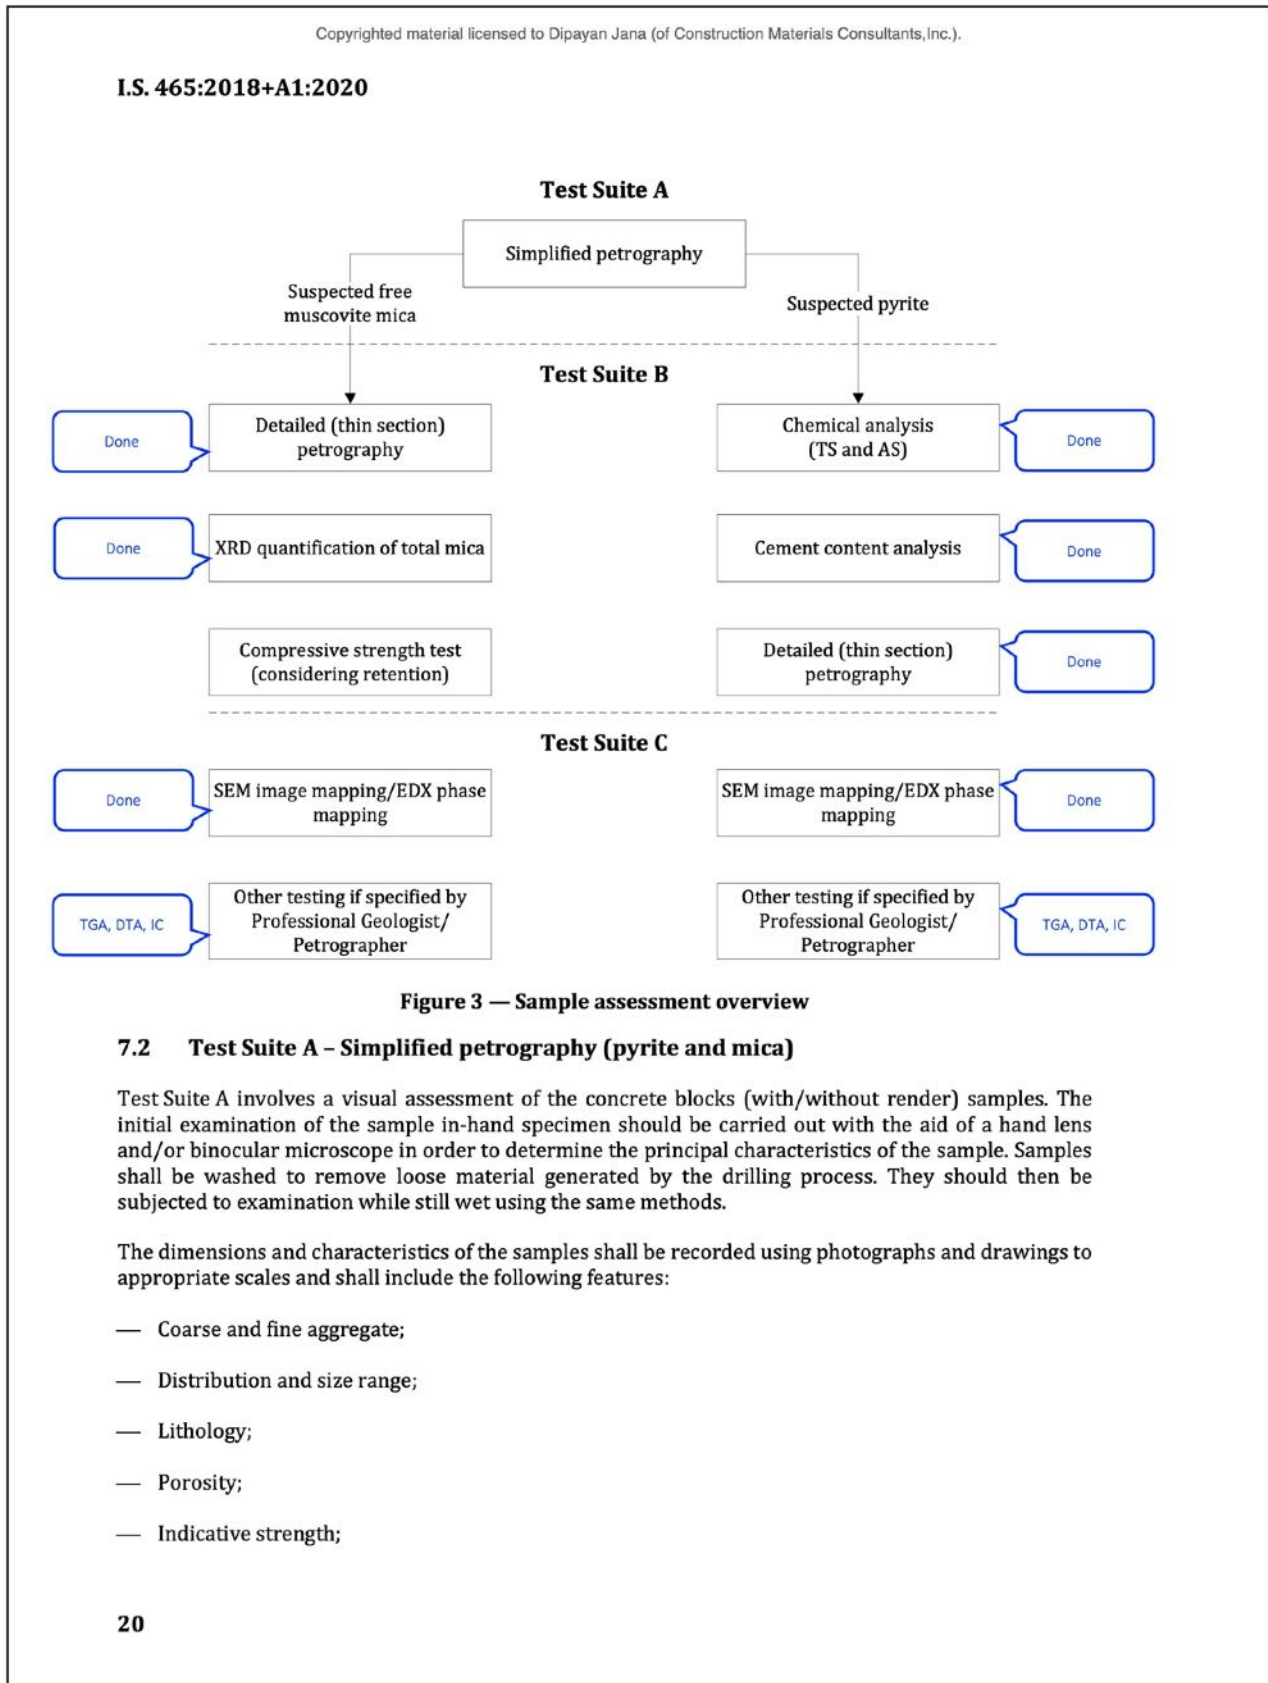 Copyrighted material licensed to Dipayan Jana (of Construction Materials Consultants,Inc.).
I.S. 465:2018+A1:2020
Test Suite A
Simplified petrography
Suspected free
muscovite mica
Suspected pyrite
Test Suite B
Done
Detailed (thin section)
petrography
Chemical analysis
(TS and AS)
Done
Done
XRD quantification of total mica
Cement content analysis
Done
Compressive strength test
(considering retention)
Detailed (thin section)
petrography
Done
Test Suite C
Done
SEM image mapping/EDX phase
mapping
SEM image mapping/EDX phase
mapping
Done
TGA, DTA, IC
Other testing if specified by
Professional Geologist/
Petrographer
Other testing if specified by
Professional Geologist/
Petrographer
TGA, DTA, IC
Figure 3 — Sample assessment overview
7.2 Test Suite A – Simplified petrography (pyrite and mica)
Test Suite A involves a visual assessment of the concrete blocks (with/without render) samples. The
initial examination of the sample in-hand specimen should be carried out with the aid of a hand lens
and/or binocular microscope in order to determine the principal characteristics of the sample. Samples
shall be washed to remove loose material generated by the drilling process. They should then be
subjected to examination while still wet using the same methods.
The dimensions and characteristics of the samples shall be recorded using photographs and drawings to
appropriate scales and shall include the following features:
— Coarse and fine aggregate;
— Distribution and size range;
— Lithology;
— Porosity;
— Indicative strength;
20